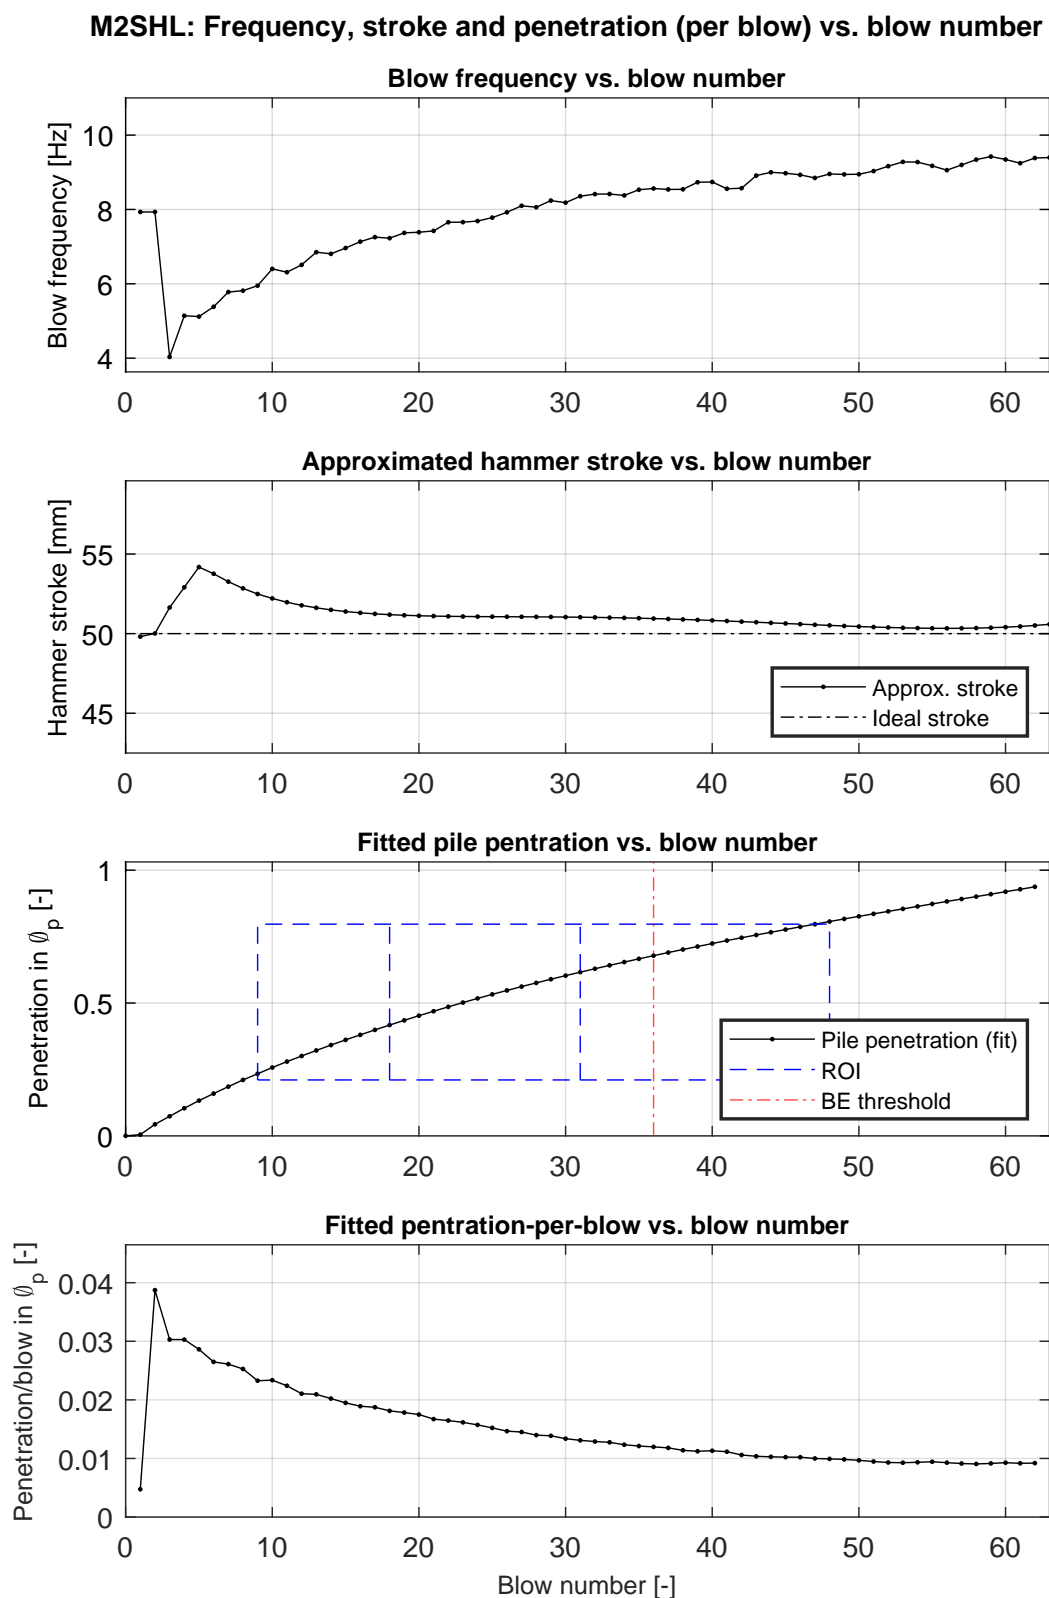 M2SHL: Frequency, stroke and penetration (per blow) vs. blow number
Blow frequency vs. blow number
Blow frequency [Hz]
10
8
6
4
0 10 20 30 40 50 60
Approximated hammer stroke vs. blow number
Hammer stroke [mm]
55
50
45
Approx. stroke
Ideal stroke
0 10 20 30 40 50 60
Fitted pile pentration vs. blow number
Penetration in ∅p [-]
1
0.5
0
Pile penetration (fit)
ROI
BE threshold
0 10 20 30 40 50 60
Fitted pentration-per-blow vs. blow number
Penetration/blow in ∅p [-]
0.04
0.03
0.02
0.01
0
0 10 20 30 40 50 60
Blow number [-]